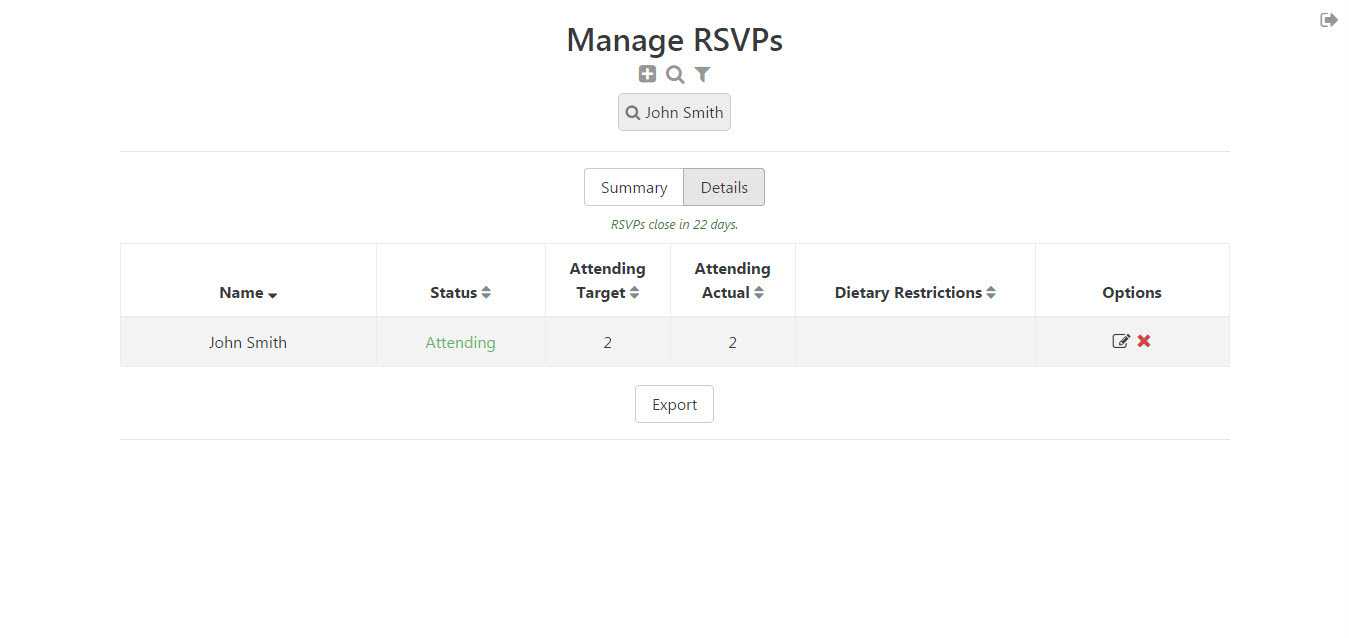 Manage RSVPs
John Smith
Summary Details
RSVPs close in 22 days.
Name Status Attending Target Attending Actual Dietary Restrictions Options
John Smith Attending 2 2
Export